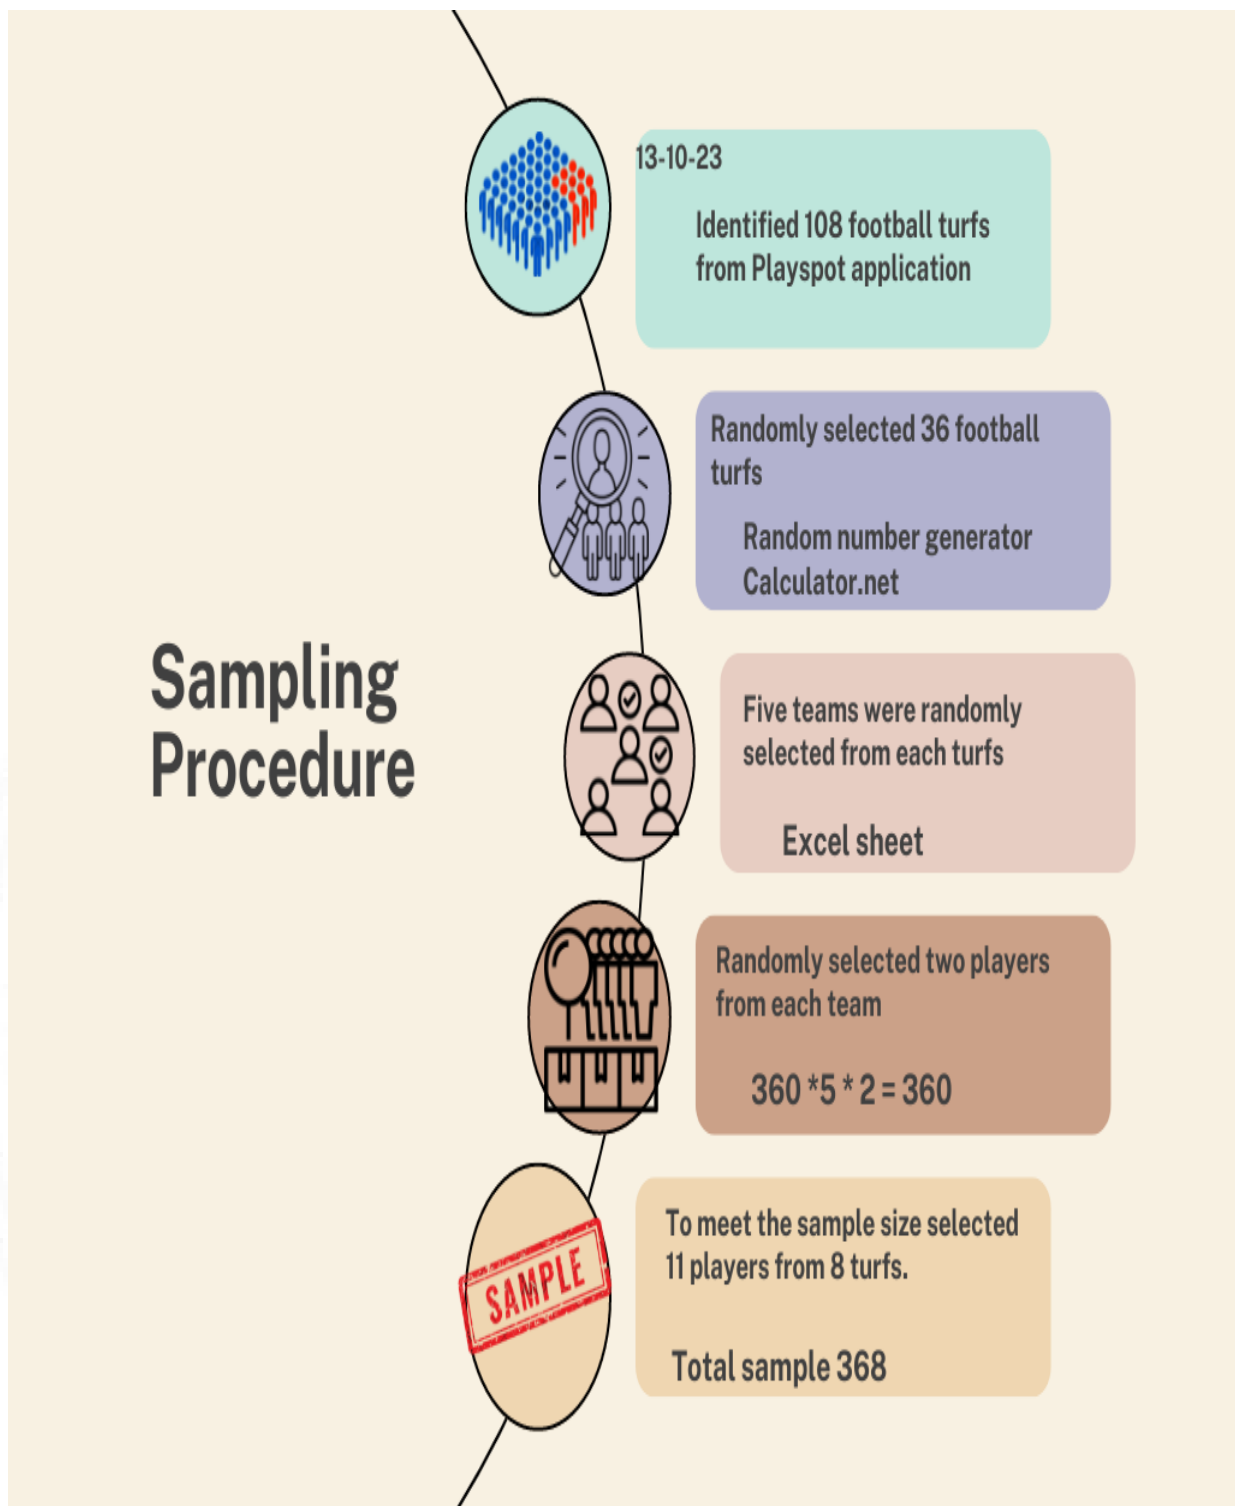 13-10-23
Identified 108 football turfs
from Playspot application
Randomly selected 36 football
turfs
Random number generator
Calculator.net
Sampling
Procedure
Five teams were randomly
selected from each turfs
Excel sheet
Randomly selected two players
from each team
360 *5 * 2 = 360
To meet the sample size selected
11 players from 8 turfs.
SAMPLE
Total sample 368